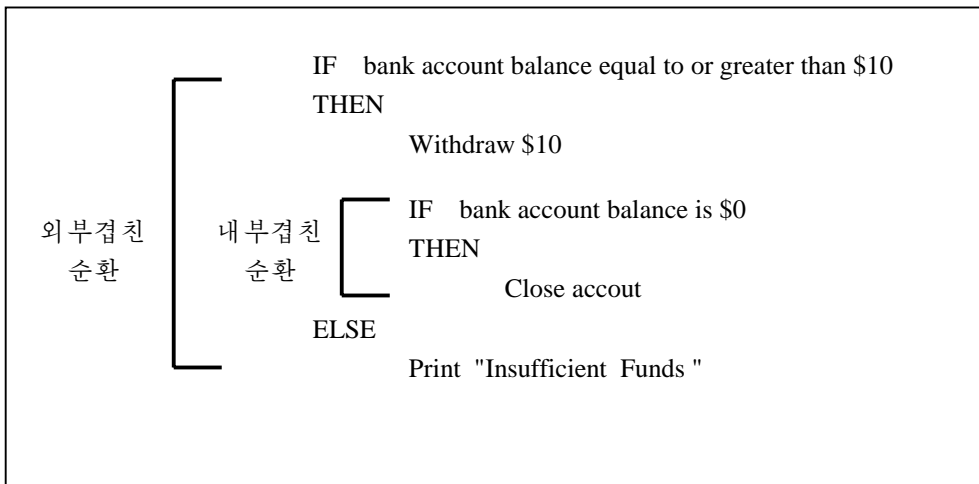 IF bank account balance equal to or greater than $10
THEN
Withdraw $10
외부겹친
순환
내부겹친
순환
IF bank account balance is $0
THEN
Close accout
ELSE
Print "Insufficient Funds "